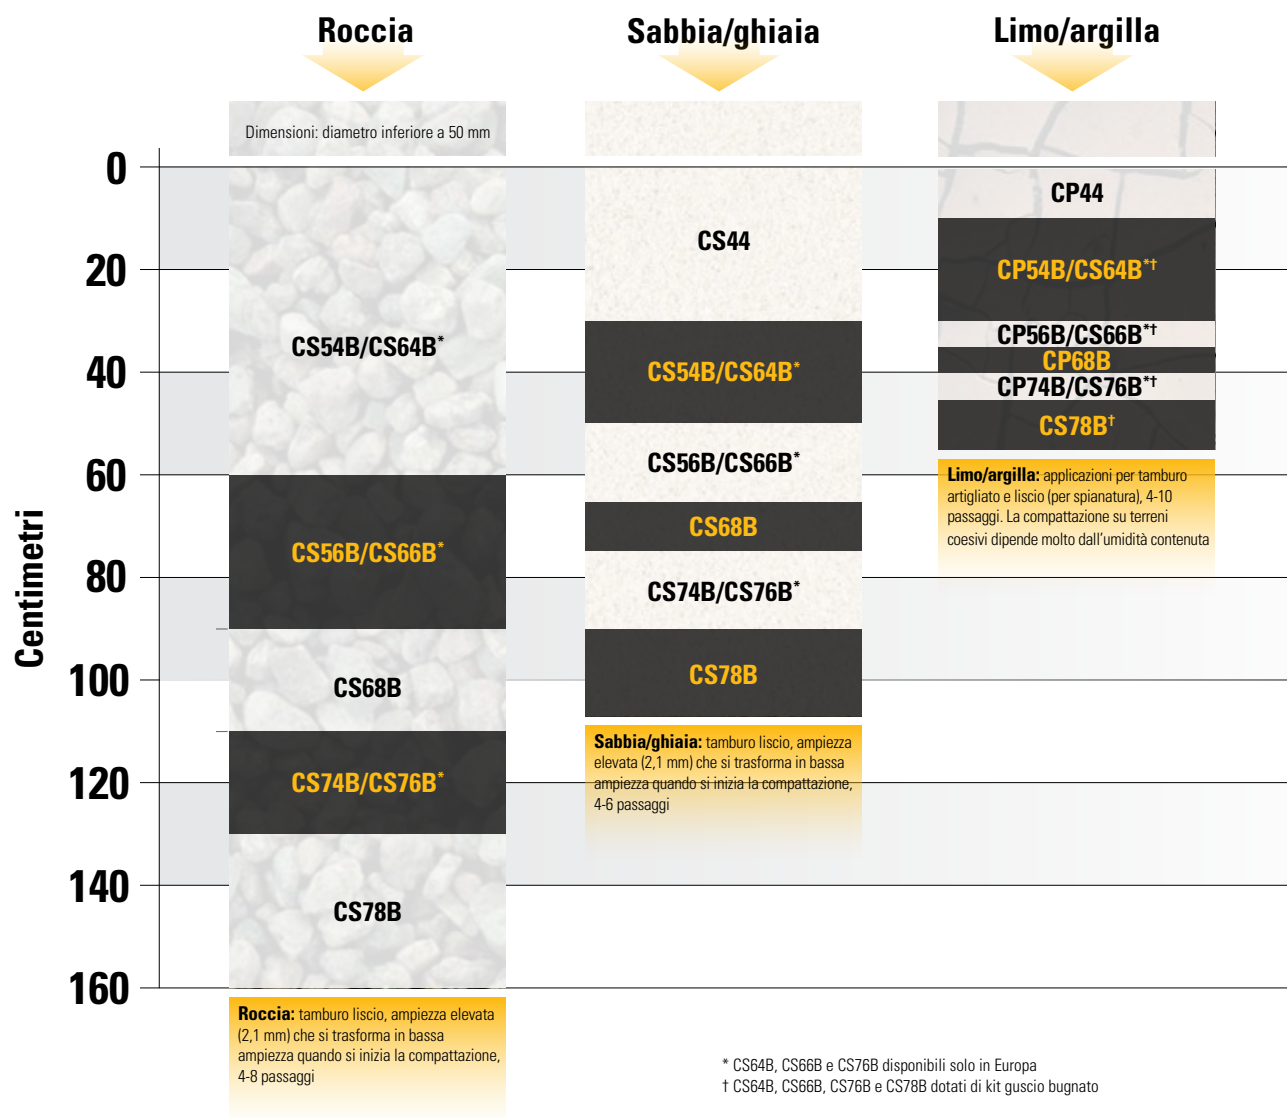 Roccia
Sabbia/ghiaia
Limo/argilla
Dimensioni: diametro inferiore a 50 mm
Centimetri
0
20
40
60
80
100
120
140
160
CS54B/CS64B*
CS56B/CS66B*
CS68B
CS74B/CS76B*
CS78B
Roccia: tamburo liscio, ampiezza elevata
(2,1 mm) che si trasforma in bassa
ampiezza quando si inizia la compattazione,
4-8 passaggi
CS44
CS54B/CS64B*
CS56B/CS66B*
CS68B
CS74B/CS76B*
CS78B
Sabbia/ghiaia: tamburo liscio, ampiezza
elevata (2,1 mm) che si trasforma in bassa
ampiezza quando si inizia la compattazione,
4-6 passaggi
CP44
CP54B/CS64B*†
CP56B/CS66B*†
CP68B
CP74B/CS76B*†
CS78B†
Limo/argilla: applicazioni per tamburo
artigliato e liscio (per spianatura), 4-10
passaggi. La compattazione su terreni
coesivi dipende molto dall'umidità contenuta
* CS64B, CS66B e CS76B disponibili solo in Europa
† CS64B, CS66B, CS76B e CS78B dotati di kit guscio bugnato